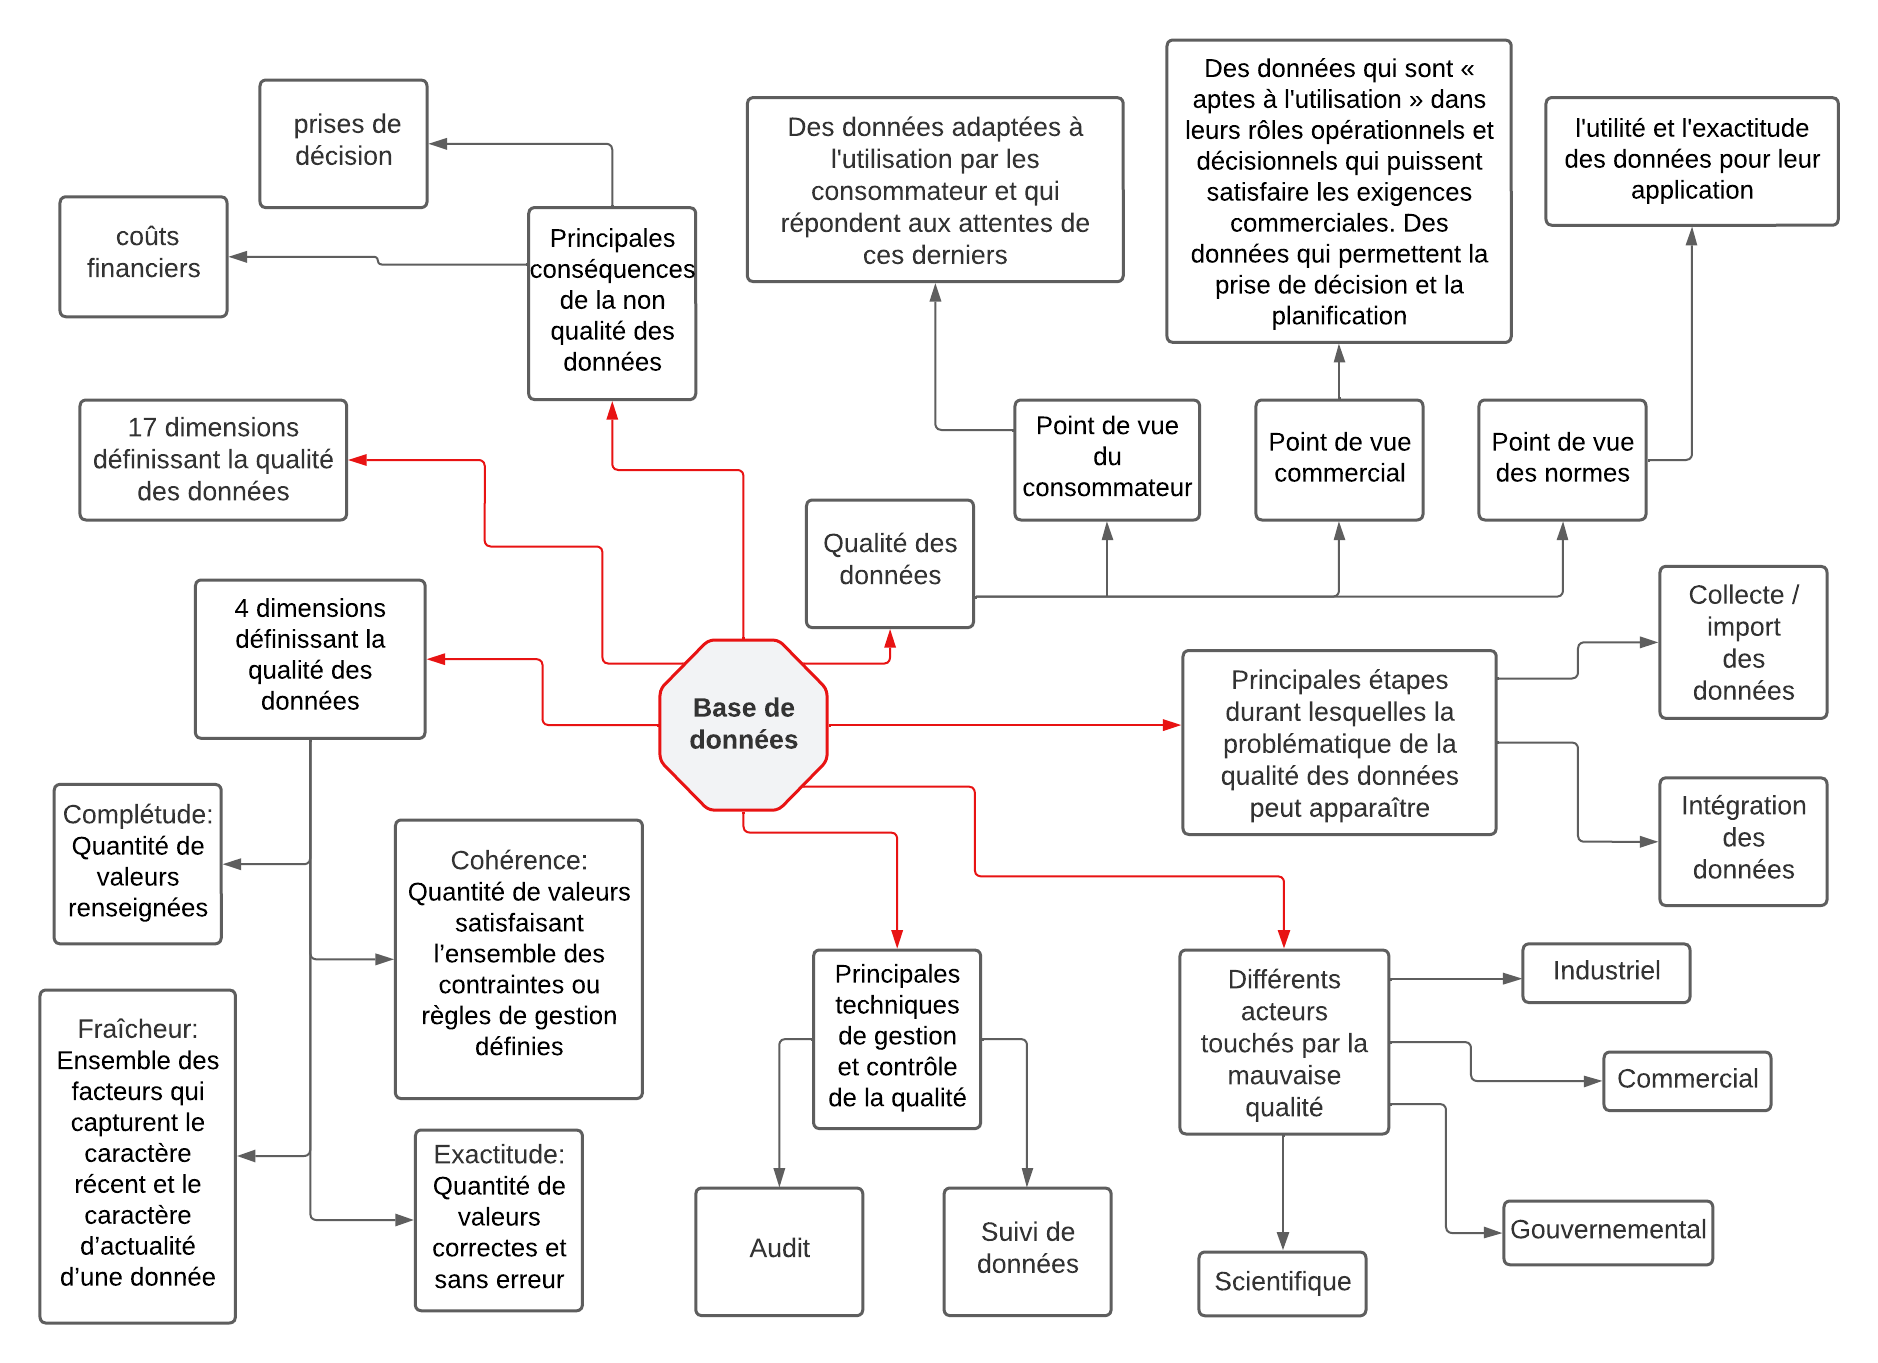 prises de
décision
coûts
financiers
Principales
conséquences
de la non
qualité des
données
Des données adaptées à
l'utilisation par les
consommateur et qui
répondent aux attentes de
ces derniers
Des données qui sont «
aptes à l'utilisation » dans
leurs rôles opérationnels et
décisionnels qui puissent
satisfaire les exigences
commerciales. Des
données qui permettent la
prise de décision et la
planification
l'utilité et l'exactitude
des données pour leur
application
17 dimensions
définissant la qualité
des données
Point de vue
du
consommateur
Point de vue
commercial
Point de vue
des normes
Qualité des
données
4 dimensions
définissant la
qualité des
données
Base de
données
Principales étapes
durant lesquelles la
problématique de la
qualité des données
peut apparaître
Collecte /
import
des
données
Intégration
des
données
Complétude:
Quantité de
valeurs
renseignées
Cohérence:
Quantité de valeurs
satisfaisant
l’ensemble des
contraintes ou
règles de gestion
définies
Fraîcheur:
Ensemble des
facteurs qui
capturent le
caractère
récent et le
caractère
d’actualité
d’une donnée
Exactitude:
Quantité de
valeurs
correctes et
sans erreur
Principales
techniques
de gestion
et contrôle
de la qualité
Audit
Suivi de
données
Différents
acteurs
touchés par la
mauvaise
qualité
Industriel
Commercial
Gouvernemental
Scientifique